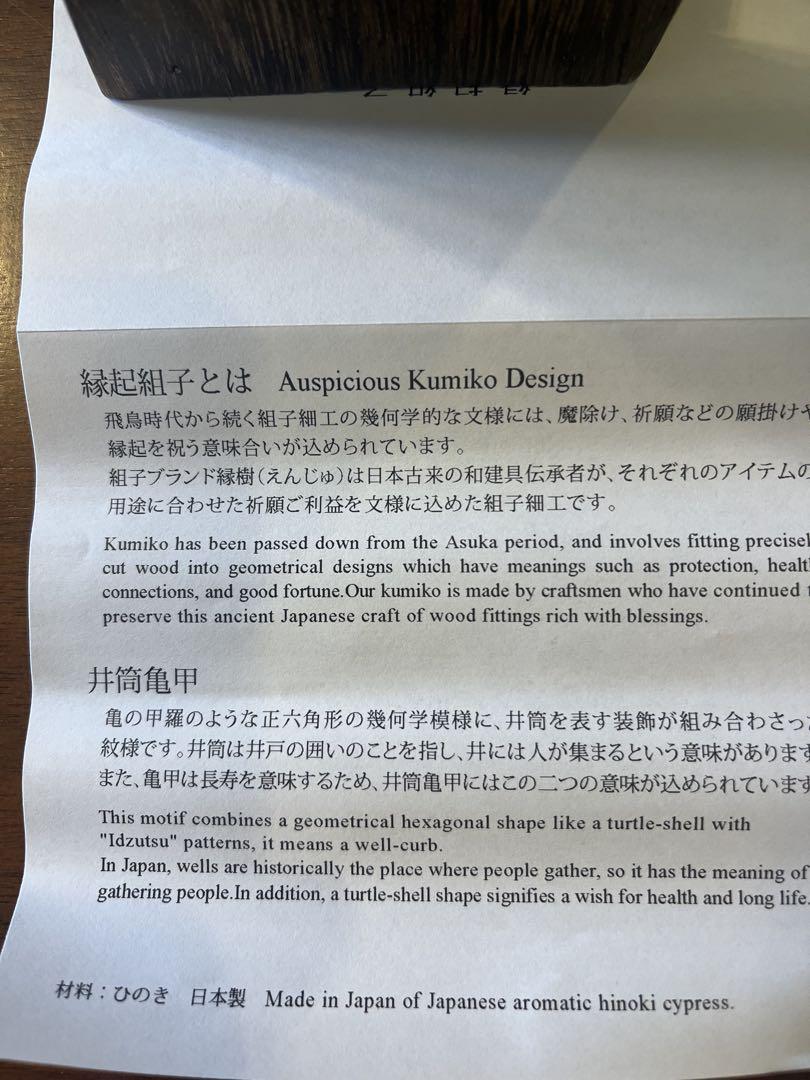 縁起組子とは Auspicious Kumiko Design
飛鳥時代から続く組子細工の幾何学的な文様には、魔除け、祈願などの願掛けや
縁起を祝う意味合いが込められています。
組子ブランド縁樹（えんじゅ）は日本古来の和建具伝承者が、それぞれのアイテムの
用途に合わせた祈願ご利益を文様に込めた組子細工です。
Kumiko has been passed down from the Asuka period, and involves fitting
cut wood into geometrical designs which have meanings such as protection,
connections, and good fortune.Our kumiko is made by craftsmen who have continued
preserve this ancient Japanese craft of wood fittings rich with blessings.
井筒亀甲
亀の甲羅のような正六角形の幾何学模様に、井筒を表す装飾が組み合わさった
紋様です。井筒は井戸の囲いのことを指し、井には人が集まるという意味があります
また、亀甲は長寿を意味するため、井筒亀甲にはこの二つの意味が込められています
This motif combines a geometrical hexagonal shape like a turtle-shell with
"Idzutsu" patterns, it means a well-curb.
In Japan, wells are historically the place where people gather, so it has the meaning of
gathering people.In addition, a turtle-shell shape signifies a wish for health and long life.
材料：ひのき 日本製 Made in Japan of Japanese aromatic hinoki cypress.